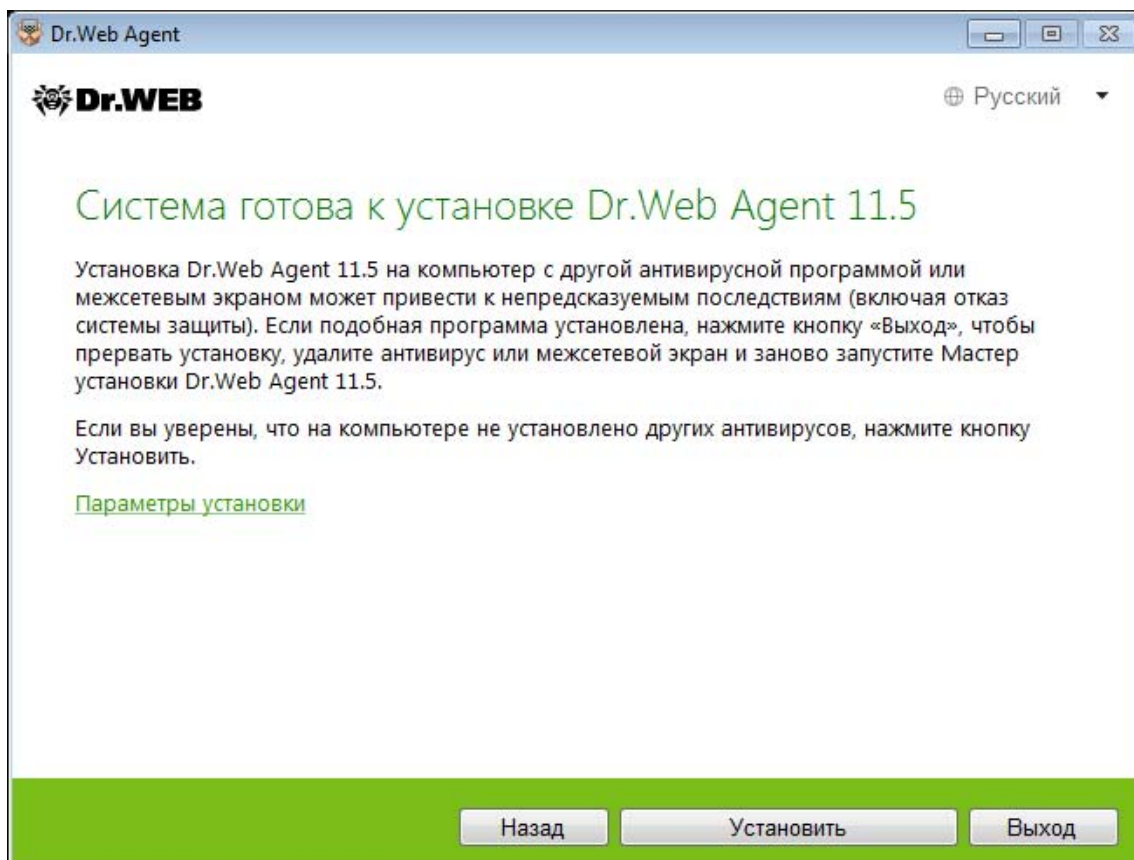 Dr.Web Agent
Dr.WEB
Русский
Система готова к установке Dr.Web Agent 11.5
Установка Dr.Web Agent 11.5 на компьютер с другой антивирусной программой или
межсетевым экраном может привести к непредсказуемым последствиям (включая отказ
системы защиты). Если подобная программа установлена, нажмите кнопку «Выход», чтобы
прервать установку, удалите антивирус или межсетевой экран и заново запустите Мастер
установки Dr.Web Agent 11.5.
Если вы уверены, что на компьютере не установлено других антивирусов, нажмите кнопку
Установить.
Параметры установки
Назад
Установить
Выход